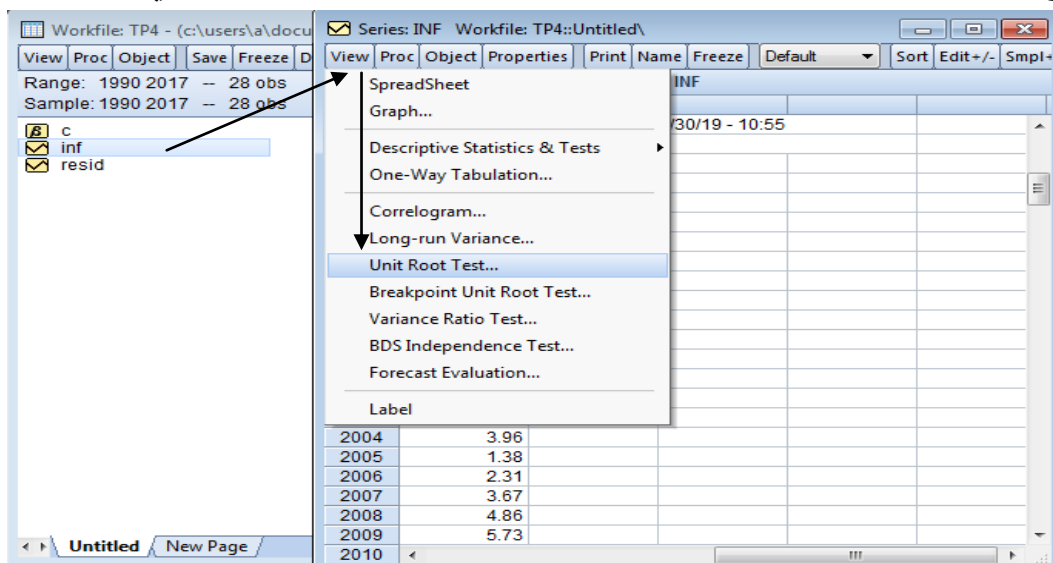 Workfile: TP4 - (c:\users\a\docu
View Proc Object Save Freeze D
Range: 1990 2017 -- 28 obs
Sample: 1990 2017 -- 28 obs
c
inf
resid
Untitled New Page
Series: INF Workfile: TP4::Untitled\
View Proc Object Properties Print Name Freeze Default Sort Edit+/- Smpl+
INF
/30/19 - 10:55
SpreadSheet
Graph...
Descriptive Statistics & Tests
One-Way Tabulation...
Correlogram...
Long-run Variance...
Unit Root Test...
Breakpoint Unit Root Test...
Variance Ratio Test...
BDS Independence Test...
Forecast Evaluation...
Label
2004 3.96
2005 1.38
2006 2.31
2007 3.67
2008 4.86
2009 5.73
2010